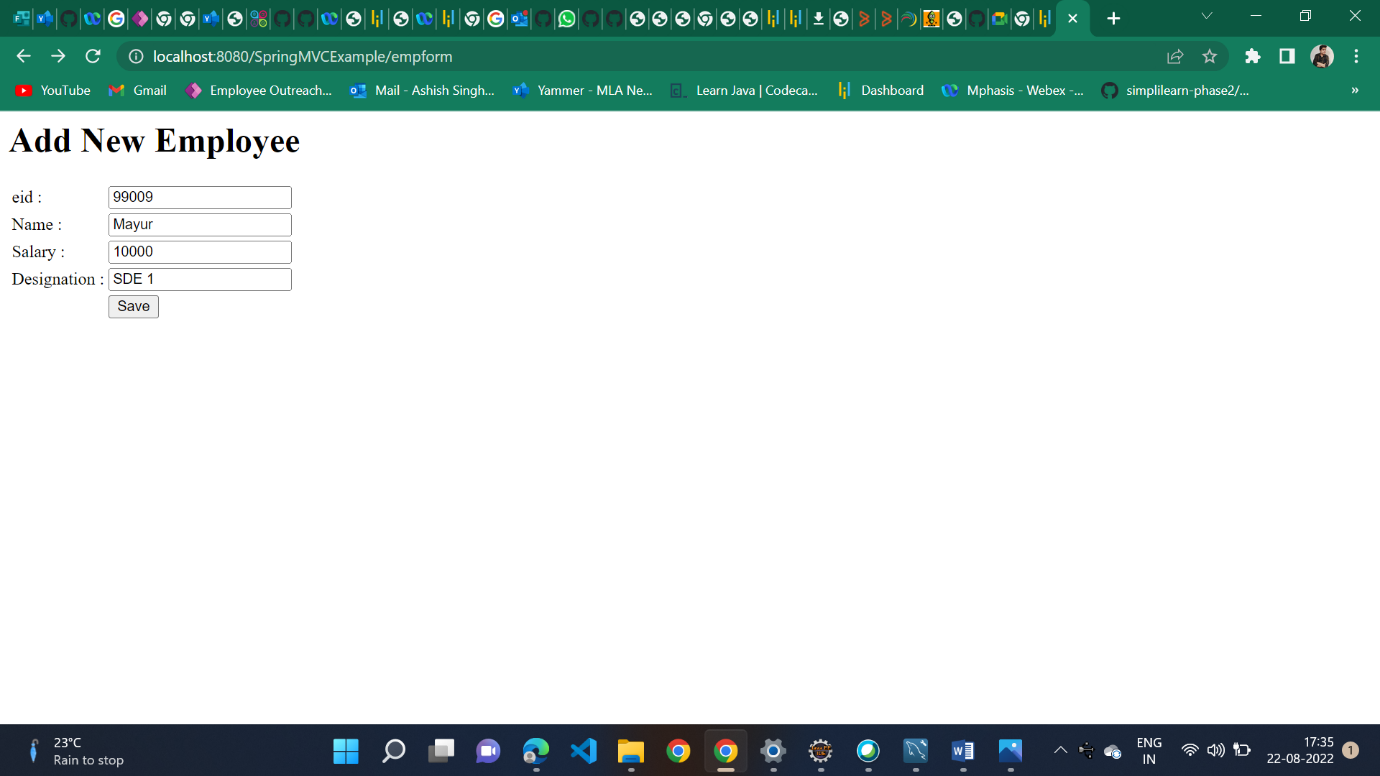 localhost:8080/SpringMVCExample/empform
YouTube Gmail Employee Outreach... Mail - Ashish Singh... Yammer - MLA Ne... Learn Java | Codeca... Dashboard Mphasis - Webex -... simplilearn-phase2/... »
Add New Employee
eid : 99009
Name : Mayur
Salary : 10000
Designation : SDE 1
Save
23°C
Rain to stop
ENG
IN
17:35
22-08-2022
1